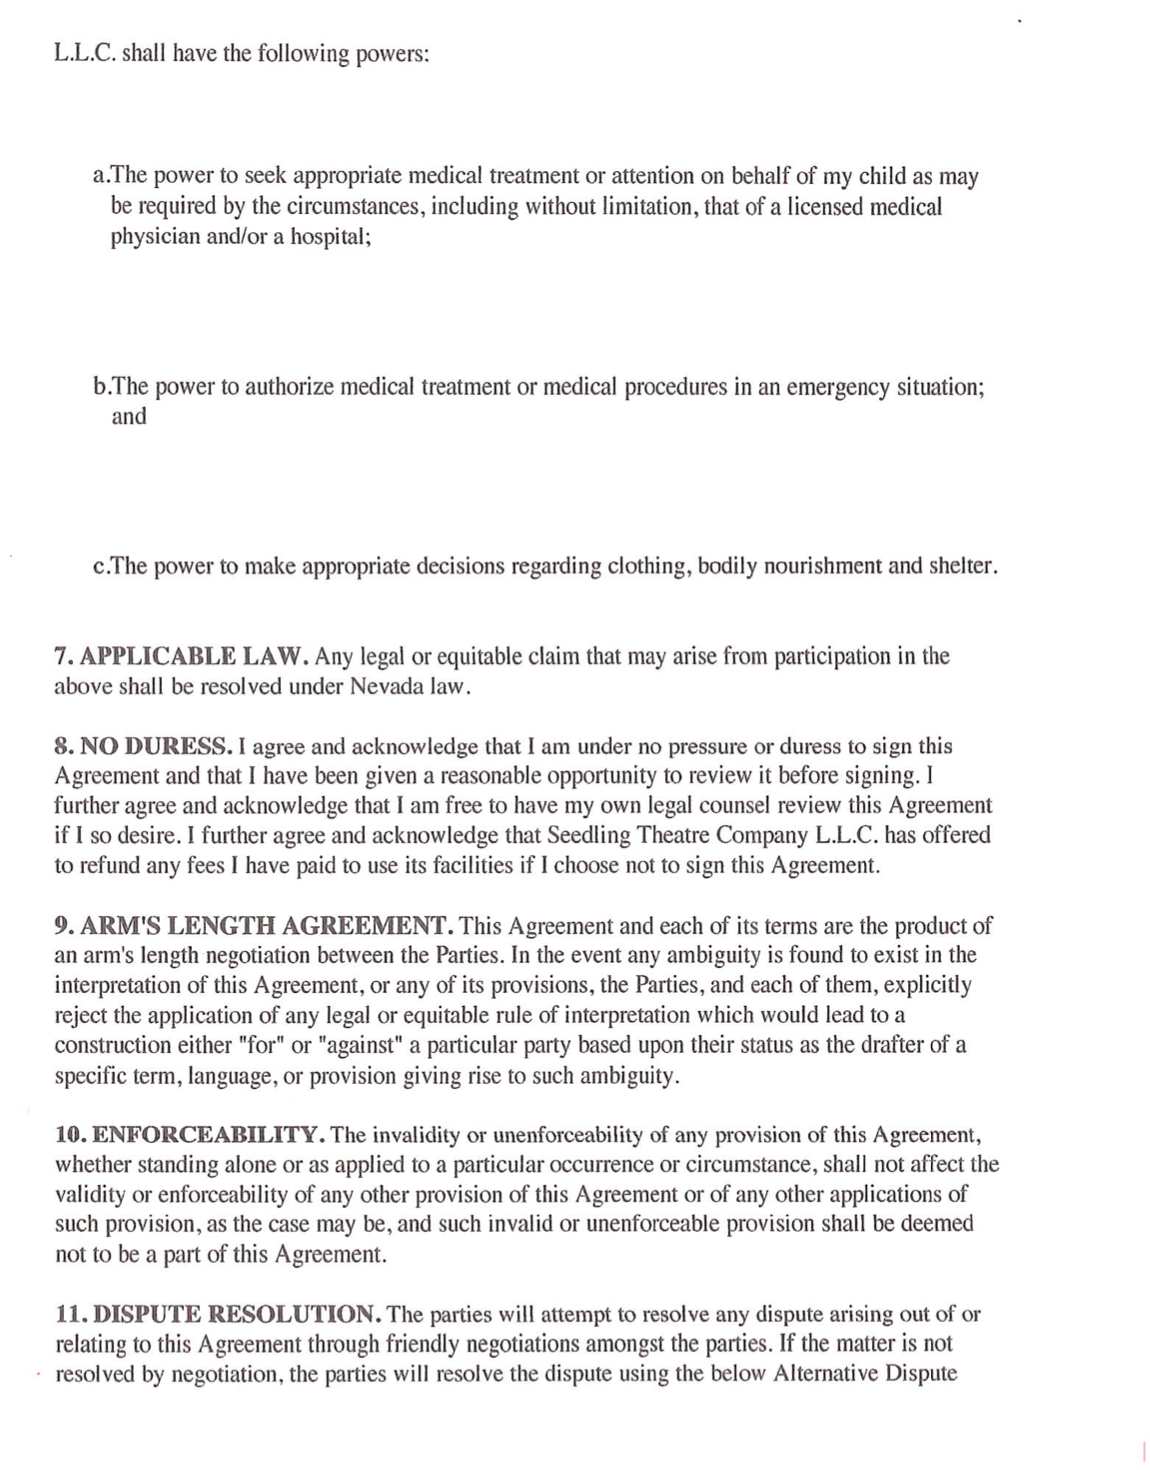 L.L.C. shall have the following powers:
a.The power to seek appropriate medical treatment or attention on behalf of my child as may
be required by the circumstances, including without limitation, that of a licensed medical
physician and/or a hospital;
b.The power to authorize medical treatment or medical procedures in an emergency situation;
and
c.The power to make appropriate decisions regarding clothing, bodily nourishment and shelter.
7. APPLICABLE LAW. Any legal or equitable claim that may arise from participation in the
above shall be resolved under Nevada law.
8. NO DURESS. I agree and acknowledge that I am under no pressure or duress to sign this
Agreement and that I have been given a reasonable opportunity to review it before signing. I
further agree and acknowledge that I am free to have my own legal counsel review this Agreement
if I so desire. I further agree and acknowledge that Seedling Theatre Company L.L.C. has offered
to refund any fees I have paid to use its facilities if I choose not to sign this Agreement.
9. ARM'S LENGTH AGREEMENT. This Agreement and each of its terms are the product of
an arm's length negotiation between the Parties. In the event any ambiguity is found to exist in the
interpretation of this Agreement, or any of its provisions, the Parties, and each of them, explicitly
reject the application of any legal or equitable rule of interpretation which would lead to a
construction either "for" or "against" a particular party based upon their status as the drafter of a
specific term, language, or provision giving rise to such ambiguity.
10. ENFORCEABILITY. The invalidity or unenforceability of any provision of this Agreement,
whether standing alone or as applied to a particular occurrence or circumstance, shall not affect the
validity or enforceability of any other provision of this Agreement or of any other applications of
such provision, as the case may be, and such invalid or unenforceable provision shall be deemed
not to be a part of this Agreement.
11. DISPUTE RESOLUTION. The parties will attempt to resolve any dispute arising out of or
relating to this Agreement through friendly negotiations amongst the parties. If the matter is not
resolved by negotiation, the parties will resolve the dispute using the below Alternative Dispute